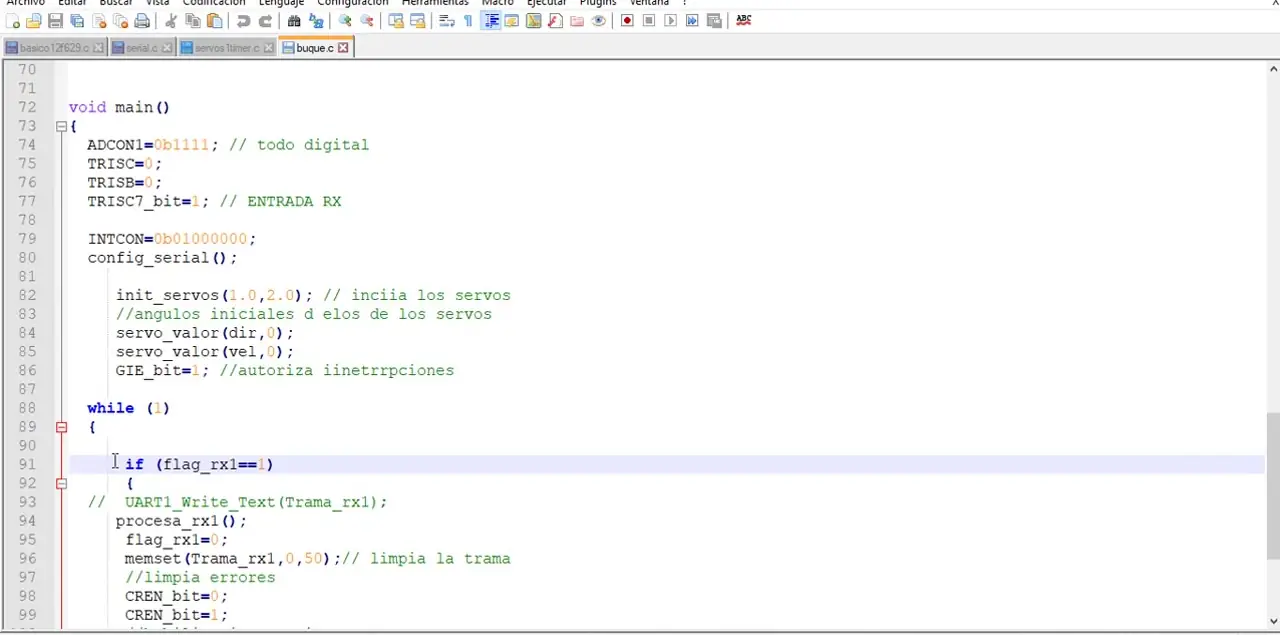 Archivo Editar Buscar Vista Codificación Lenguaje Configuración Herramientas Macro Ejecutar Plugins Ventana ?
basico12f629.c serial.c servos1timer.c buque.c
70
71
72 void main()
73 {
74 ADCON1=0b1111; // todo digital
75 TRISC=0;
76 TRISB=0;
77 TRISC7_bit=1; // ENTRADA RX
78
79 INTCON=0b01000000;
80 config_serial();
81
82 init_servos(1.0,2.0); // inciia los servos
83 //angulos iniciales d elos de los servos
84 servo_valor(dir,0);
85 servo_valor(vel,0);
86 GIE_bit=1; //autoriza iinetrrpciones
87
88 while (1)
89 {
90
91 if (flag_rx1==1)
92 {
93 // UART1_Write_Text(Trama_rx1);
94 procesa_rx1();
95 flag_rx1=0;
96 memset(Trama_rx1,0,50);// limpia la trama
97 //limpia errores
98 CREN_bit=0;
99 CREN_bit=1;